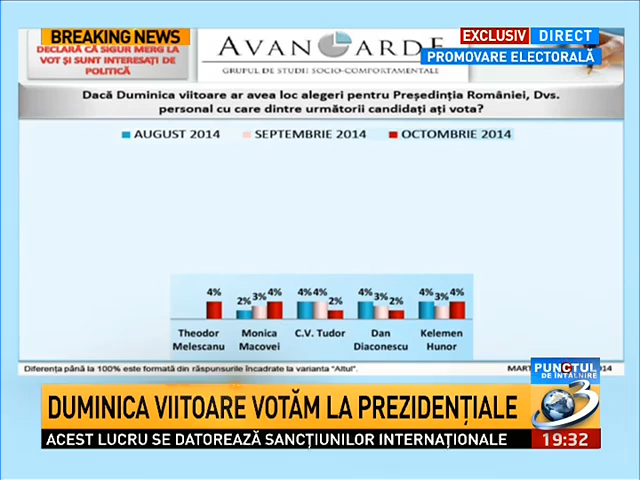 BREAKING NEWS
EXCLUSIV DIRECT
PROMOVARE ELECTORALĂ
DECLARĂ CĂ SIGUR MERG LA
VOT ȘI SUNT INTERESAȚI DE
POLITICĂ
AVANGARDE
GRUPUL DE STUDII SOCIO-COMPORTAMENTALE
Dacă Duminica viitoare ar avea loc alegeri pentru Președinția României, Dvs.
personal cu care dintre următorii candidați ați vota?
AUGUST 2014 SEPTEMBRIE 2014 OCTOMBRIE 2014
4% 2% 3% 4% 4% 4% 2% 4% 3% 2% 4% 3% 4%
Theodor Monica C.V. Tudor Dan Kelemen
Melescanu Macovei Diaconescu Hunor
Diferența până la 100% este formată din răspunsurile încadrate la varianta "Altul".
PUNCTUL
DE ÎNTÂLNIRE
3
DUMINICA VIITOARE VOTĂM LA PREZIDENȚIALE
ACEST LUCRU SE DATOREAZĂ SANCȚIUNILOR INTERNAȚIONALE 19:32